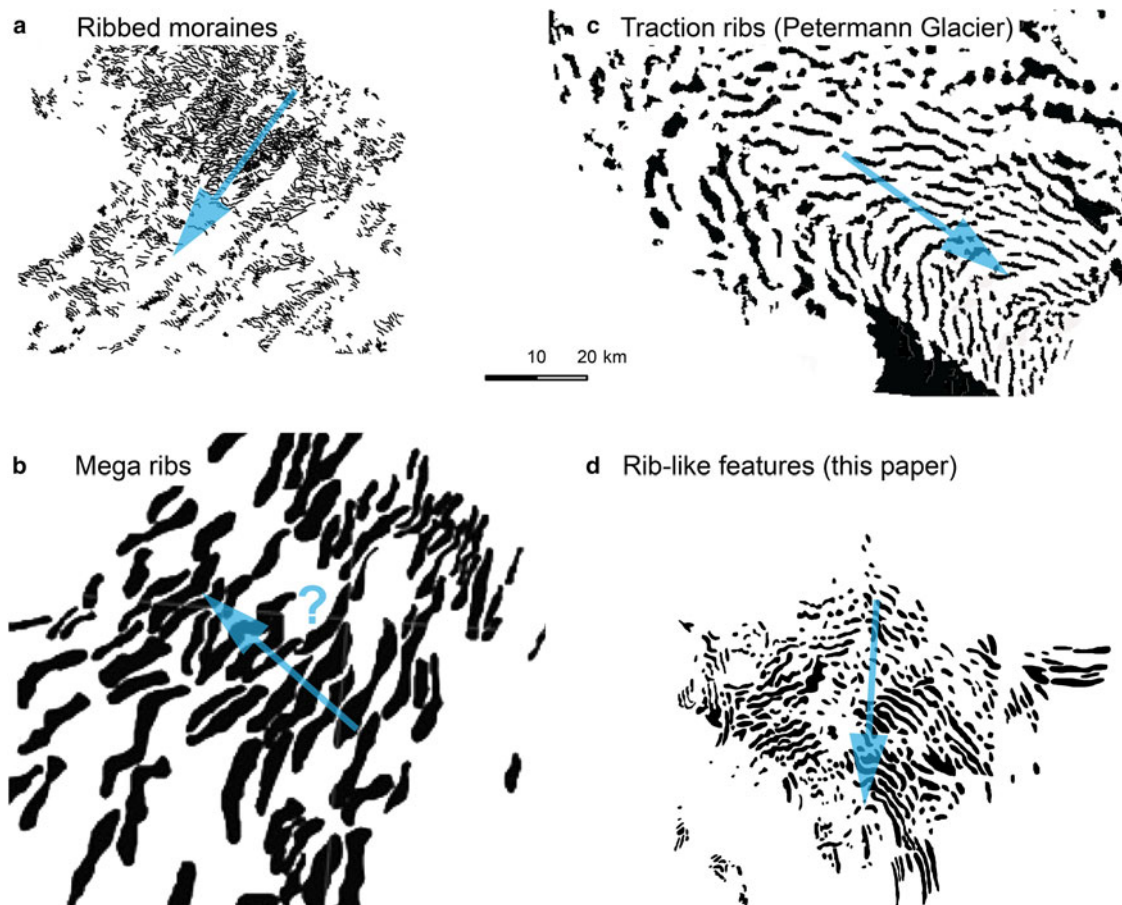 a Ribbed moraines
c Traction ribs (Petermann Glacier)
10 20 km
b Mega ribs
?
d Rib-like features (this paper)